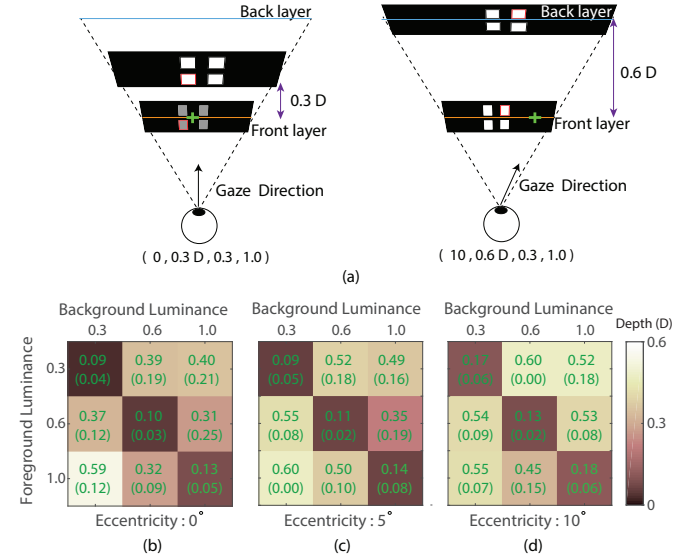 Back layer
0.3 D
Front layer
Gaze Direction
( 0 , 0.3 D , 0.3 , 1.0 )
Back layer
0.6 D
Front layer
Gaze Direction
( 10 , 0.6 D , 0.3 , 1.0 )
(a)
Background Luminance
0.3 0.6 1.0
Foreground Luminance
0.3
0.6
1.0
0.09 0.39 0.40
(0.04) (0.19) (0.21)
0.37 0.10 0.31
(0.12) (0.03) (0.25)
0.59 0.32 0.13
(0.12) (0.09) (0.05)
Eccentricity : 0°
(b)
Background Luminance
0.3 0.6 1.0
0.09 0.52 0.49
(0.05) (0.18) (0.16)
0.55 0.11 0.35
(0.08) (0.02) (0.19)
0.60 0.50 0.14
(0.00) (0.10) (0.08)
Eccentricity : 5°
(c)
Background Luminance
0.3 0.6 1.0
0.17 0.60 0.52
(0.06) (0.00) (0.18)
0.54 0.13 0.53
(0.09) (0.02) (0.08)
0.55 0.45 0.18
(0.07) (0.15) (0.06)
Eccentricity : 10°
(d)
Depth (D)
0.6
0.3
0